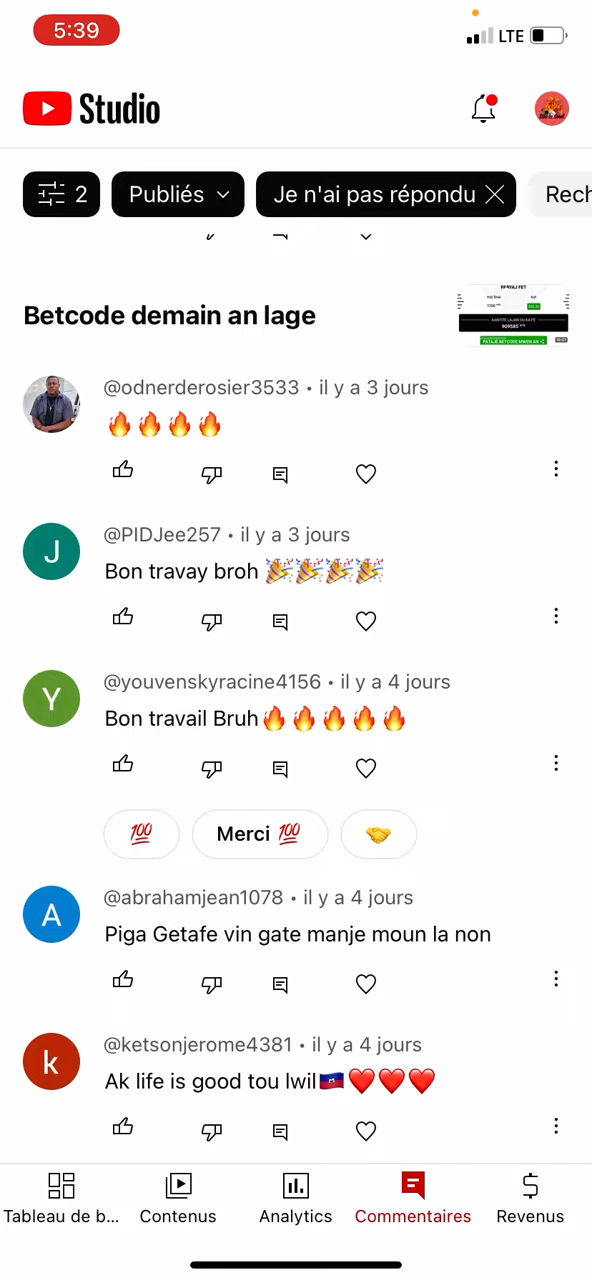 5:39
LTE
Studio
2
Publiés
Je n'ai pas répondu
Rech
Betcode demain an lage
@odnerderosier3533 • il y a 3 jours
🔥🔥🔥🔥
@PIDJee257 • il y a 3 jours
J
Bon travay broh 🎉🎉🎉🎉
@youvenskyracine4156 • il y a 4 jours
Y
Bon travail Bruh🔥🔥🔥🔥🔥
💯
Merci 💯
🤝
@abrahamjean1078 • il y a 4 jours
A
Piga Getafe vin gate manje moun la non
@ketsonjerome4381 • il y a 4 jours
k
Ak life is good tou lwil🇭🇹❤️❤️❤️
Tableau de b...
Contenus
Analytics
Commentaires
Revenus